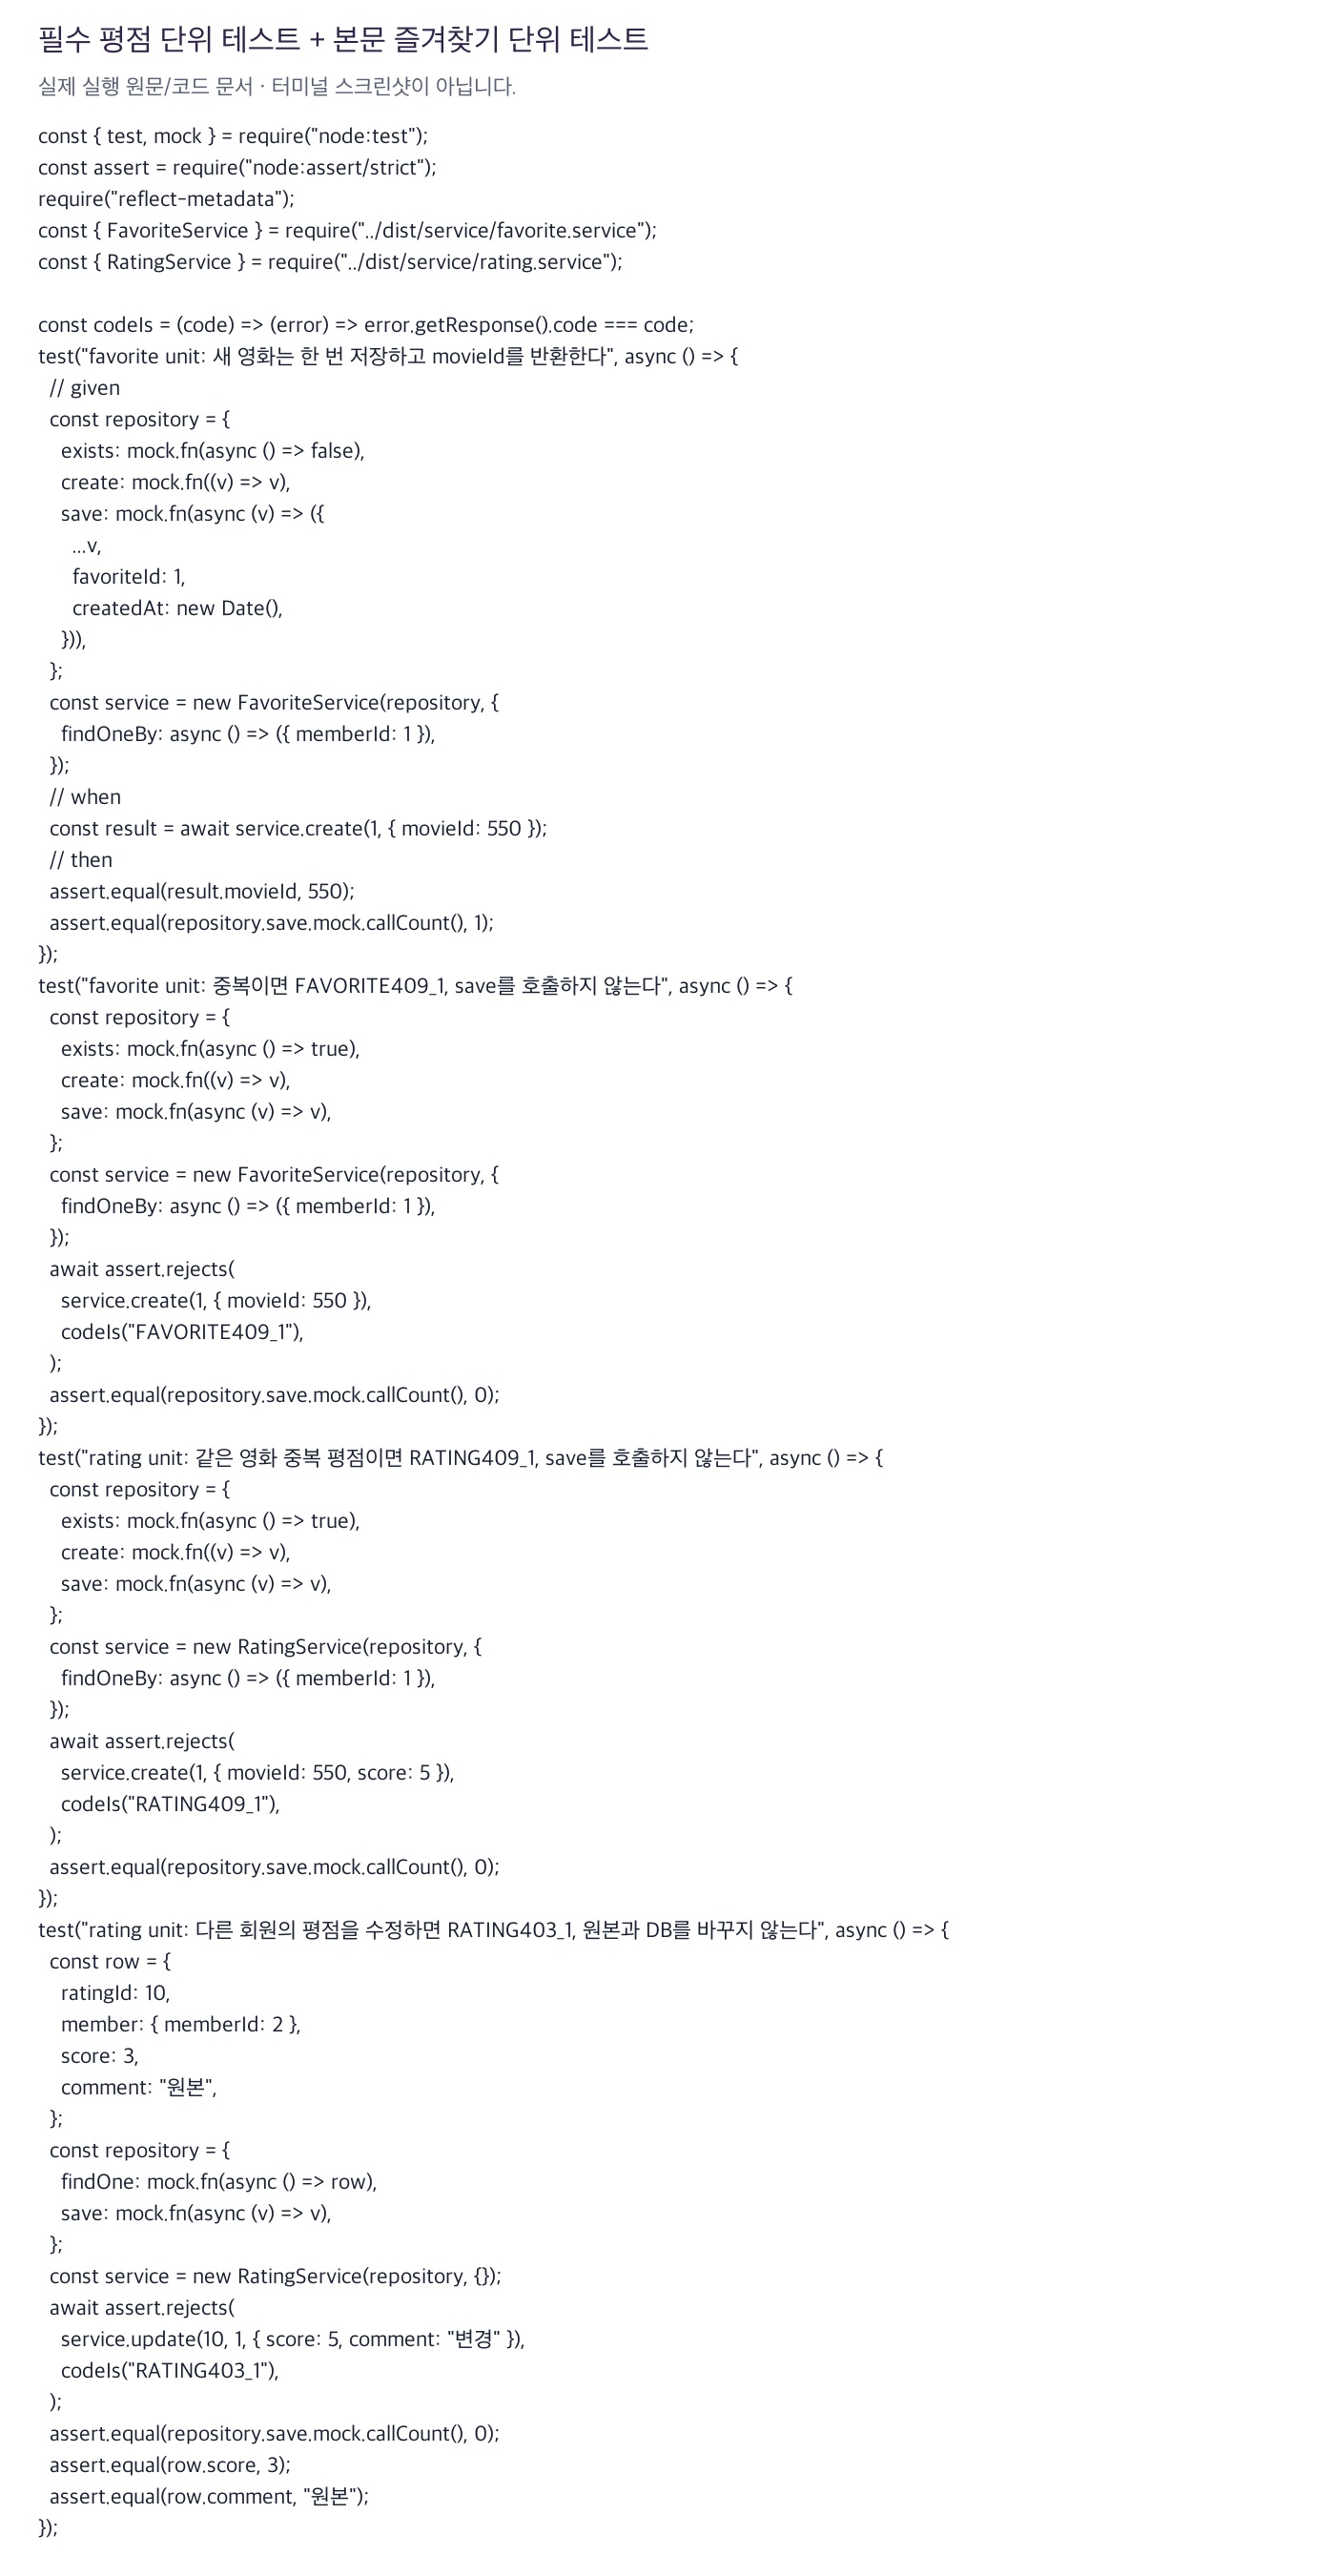 필수 평점 단위 테스트 + 본문 즐겨찾기 단위 테스트
실제 실행 원문/코드 문서 · 터미널 스크린샷이 아닙니다.
const { test, mock } = require("node:test");
const assert = require("node:assert/strict");
require("reflect-metadata");
const { FavoriteService } = require("../dist/service/favorite.service");
const { RatingService } = require("../dist/service/rating.service");

const codeIs = (code) => (error) => error.getResponse().code === code;
test("favorite unit: 새 영화는 한 번 저장하고 movieId를 반환한다", async () => {
  // given
  const repository = {
    exists: mock.fn(async () => false),
    create: mock.fn((v) => v),
    save: mock.fn(async (v) => ({
      ...v,
      favoriteId: 1,
      createdAt: new Date(),
    })),
  };
  const service = new FavoriteService(repository, {
    findOneBy: async () => ({ memberId: 1 }),
  });
  // when
  const result = await service.create(1, { movieId: 550 });
  // then
  assert.equal(result.movieId, 550);
  assert.equal(repository.save.mock.callCount(), 1);
});
test("favorite unit: 중복이면 FAVORITE409_1, save를 호출하지 않는다", async () => {
  const repository = {
    exists: mock.fn(async () => true),
    create: mock.fn((v) => v),
    save: mock.fn(async (v) => v),
  };
  const service = new FavoriteService(repository, {
    findOneBy: async () => ({ memberId: 1 }),
  });
  await assert.rejects(
    service.create(1, { movieId: 550 }),
    codeIs("FAVORITE409_1"),
  );
  assert.equal(repository.save.mock.callCount(), 0);
});
test("rating unit: 같은 영화 중복 평점이면 RATING409_1, save를 호출하지 않는다", async () => {
  const repository = {
    exists: mock.fn(async () => true),
    create: mock.fn((v) => v),
    save: mock.fn(async (v) => v),
  };
  const service = new RatingService(repository, {
    findOneBy: async () => ({ memberId: 1 }),
  });
  await assert.rejects(
    service.create(1, { movieId: 550, score: 5 }),
    codeIs("RATING409_1"),
  );
  assert.equal(repository.save.mock.callCount(), 0);
});
test("rating unit: 다른 회원의 평점을 수정하면 RATING403_1, 원본과 DB를 바꾸지 않는다", async () => {
  const row = {
    ratingId: 10,
    member: { memberId: 2 },
    score: 3,
    comment: "원본",
  };
  const repository = {
    findOne: mock.fn(async () => row),
    save: mock.fn(async (v) => v),
  };
  const service = new RatingService(repository, {});
  await assert.rejects(
    service.update(10, 1, { score: 5, comment: "변경" }),
    codeIs("RATING403_1"),
  );
  assert.equal(repository.save.mock.callCount(), 0);
  assert.equal(row.score, 3);
  assert.equal(row.comment, "원본");
});